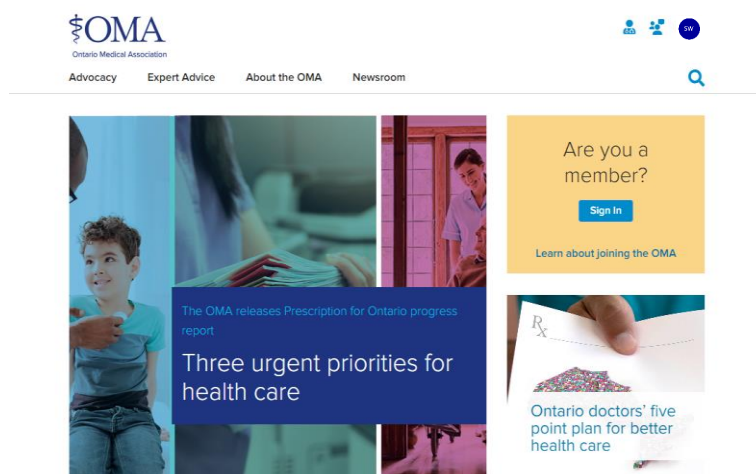 OMA
Ontario Medical Association
SW
Advocacy
Expert Advice
About the OMA
Newsroom
The OMA releases Prescription for Ontario progress
report
Three urgent priorities for
health care
Are you a
member?
Sign In
Learn about joining the OMA
Rx
Ontario doctors' five
point plan for better
health care